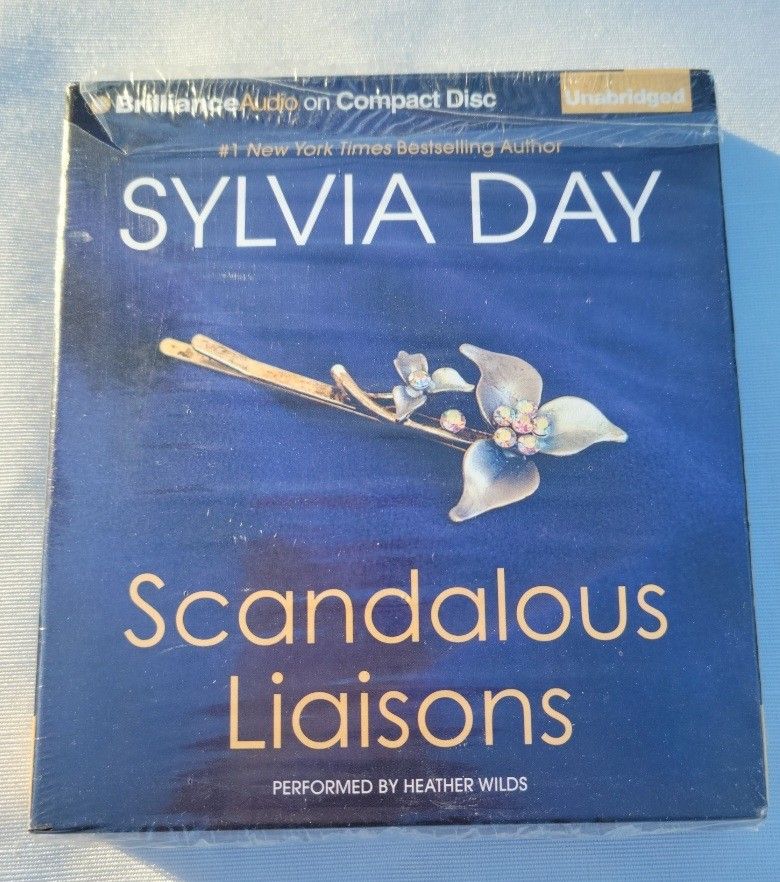 BrillianceAudio on Compact Disc
Unabridged
#1 New York Times Bestselling Author
SYLVIA DAY
Scandalous
Liaisons
PERFORMED BY HEATHER WILDS